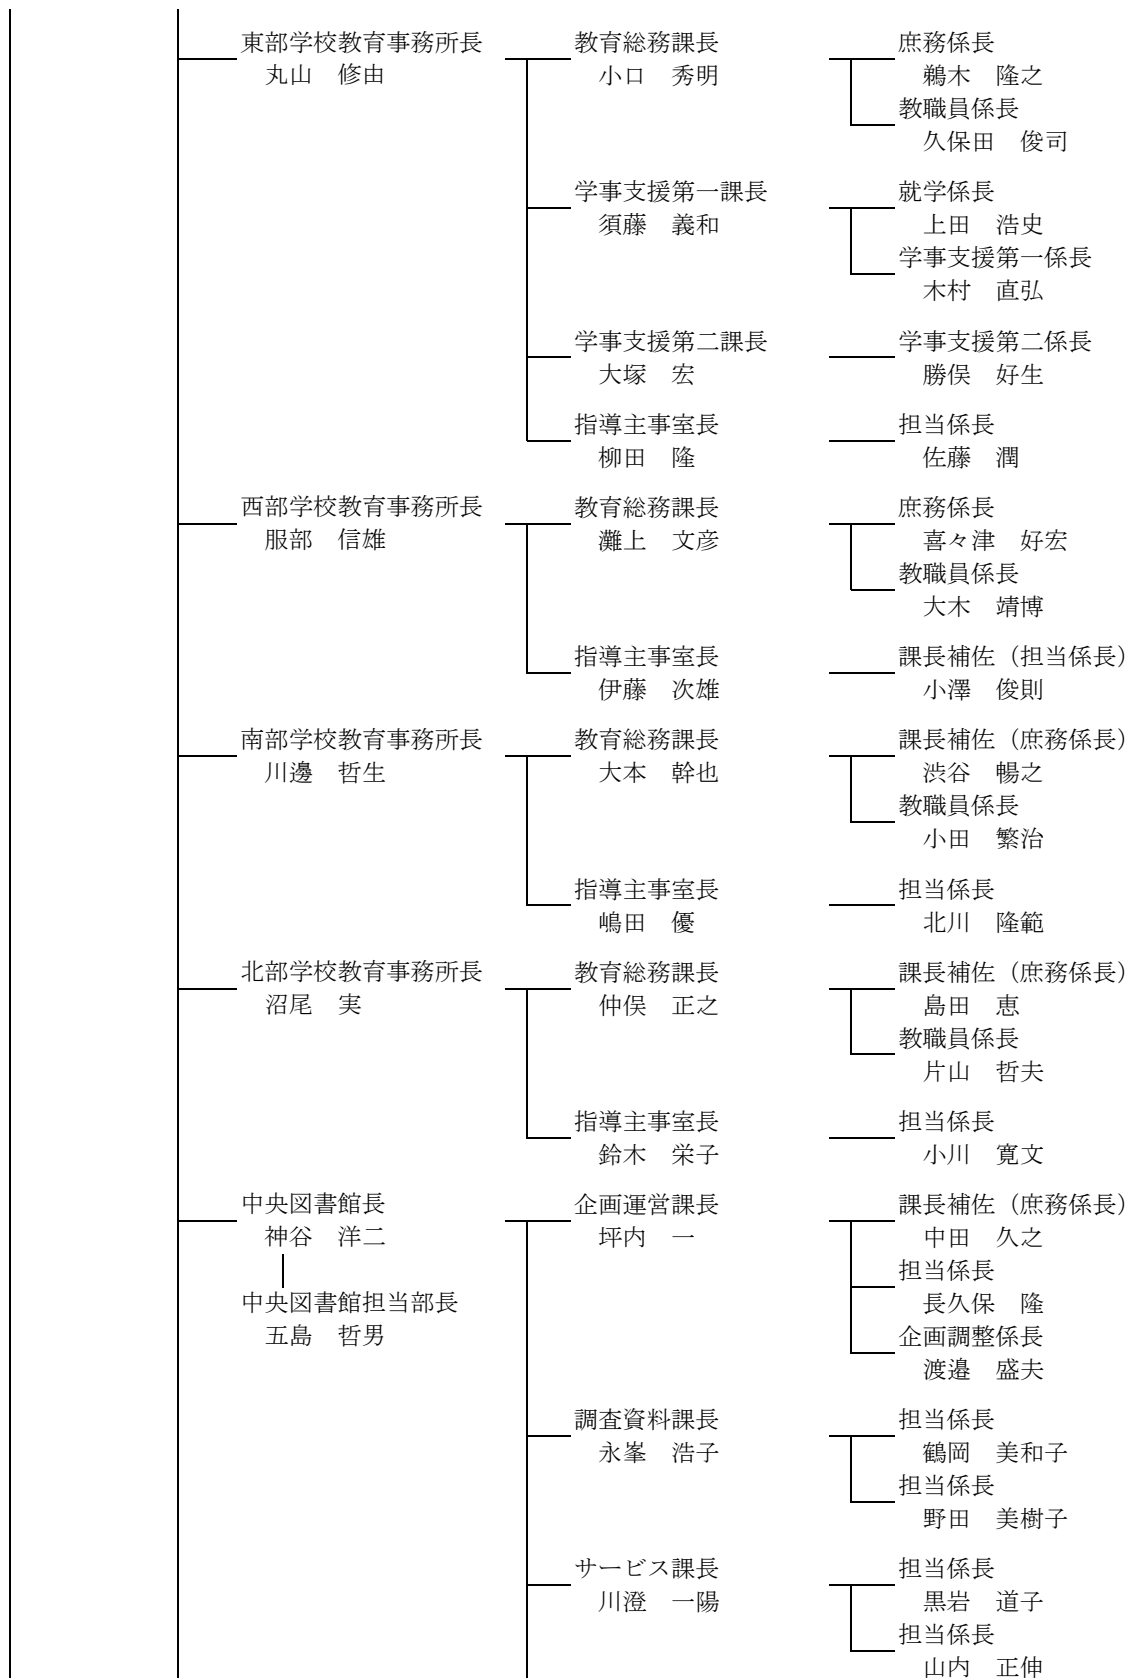 東部学校教育事務所長
丸山　修由
教育総務課長
小口　秀明
庶務係長
鵜木　隆之
教職員係長
久保田　俊司
学事支援第一課長
須藤　義和
就学係長
上田　浩史
学事支援第一係長
木村　直弘
学事支援第二課長
大塚　宏
学事支援第二係長
勝俣　好生
指導主事室長
柳田　隆
担当係長
佐藤　潤
西部学校教育事務所長
服部　信雄
教育総務課長
灘上　文彦
庶務係長
喜々津　好宏
教職員係長
大木　靖博
指導主事室長
伊藤　次雄
課長補佐（担当係長）
小澤　俊則
南部学校教育事務所長
川邊　哲生
教育総務課長
大本　幹也
課長補佐（庶務係長）
渋谷　暢之
教職員係長
小田　繁治
指導主事室長
嶋田　優
担当係長
北川　隆範
北部学校教育事務所長
沼尾　実
教育総務課長
仲俣　正之
課長補佐（庶務係長）
島田　恵
教職員係長
片山　哲夫
指導主事室長
鈴木　栄子
担当係長
小川　寛文
中央図書館長
神谷　洋二
中央図書館担当部長
五島　哲男
企画運営課長
坪内　一
課長補佐（庶務係長）
中田　久之
担当係長
長久保　隆
企画調整係長
渡邉　盛夫
調査資料課長
永峯　浩子
担当係長
鶴岡　美和子
担当係長
野田　美樹子
サービス課長
川澄　一陽
担当係長
黒岩　道子
担当係長
山内　正伸